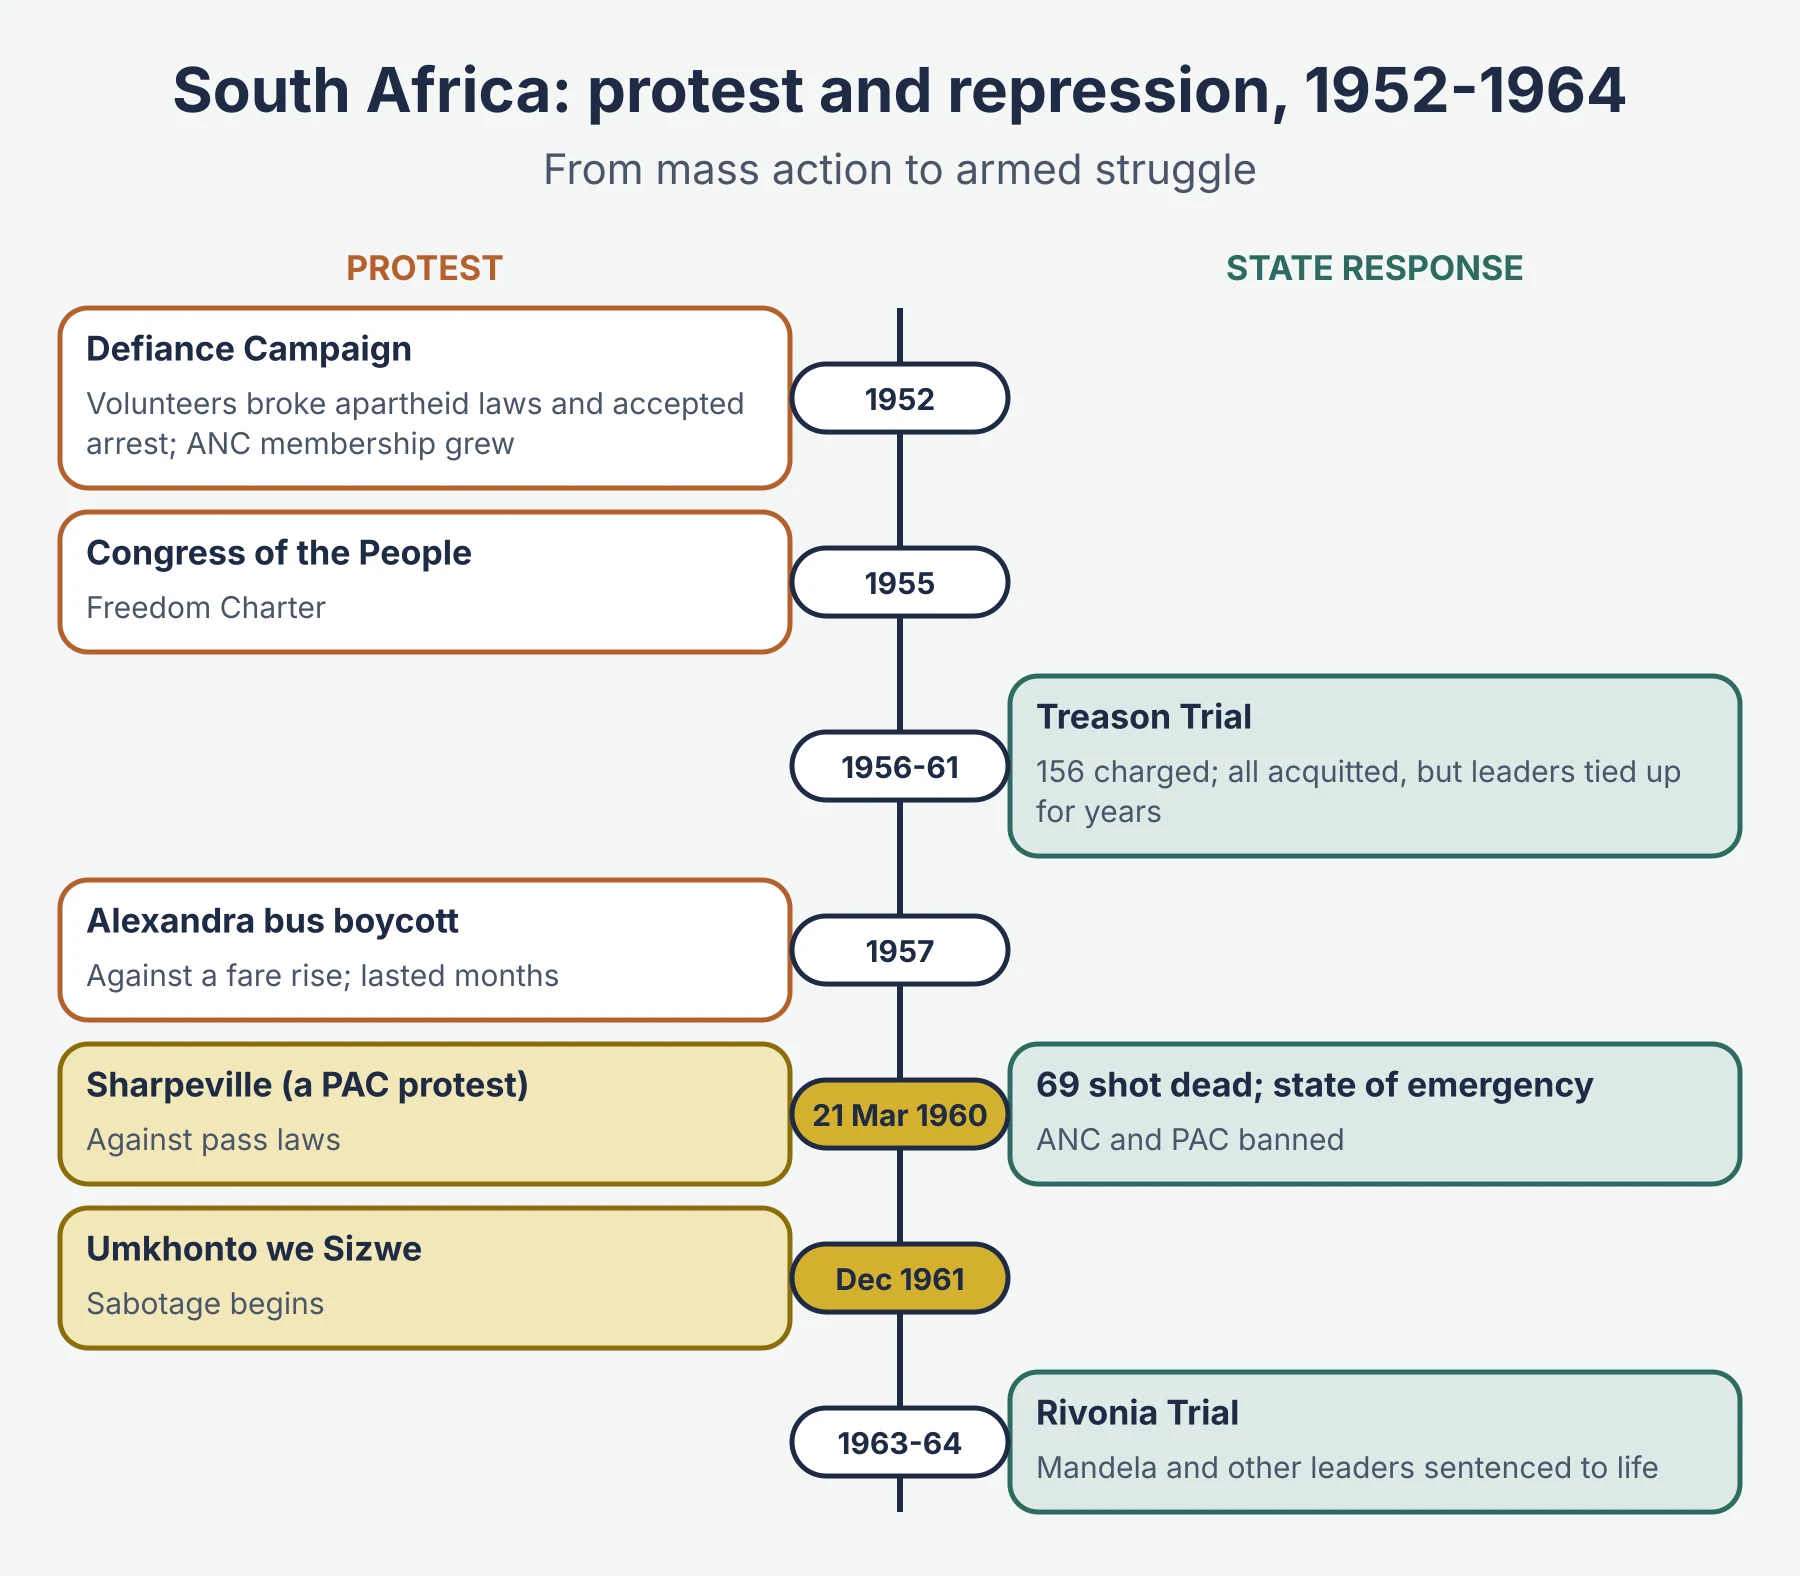 South Africa: protest and repression, 1952-1964
From mass action to armed struggle
PROTEST
STATE RESPONSE
Defiance Campaign
Volunteers broke apartheid laws and accepted
arrest; ANC membership grew
1952
Congress of the People
Freedom Charter
1955
1956-61
Treason Trial
156 charged; all acquitted, but leaders tied up
for years
Alexandra bus boycott
Against a fare rise; lasted months
1957
Sharpeville (a PAC protest)
Against pass laws
21 Mar 1960
69 shot dead; state of emergency
ANC and PAC banned
Umkhonto we Sizwe
Sabotage begins
Dec 1961
1963-64
Rivonia Trial
Mandela and other leaders sentenced to life